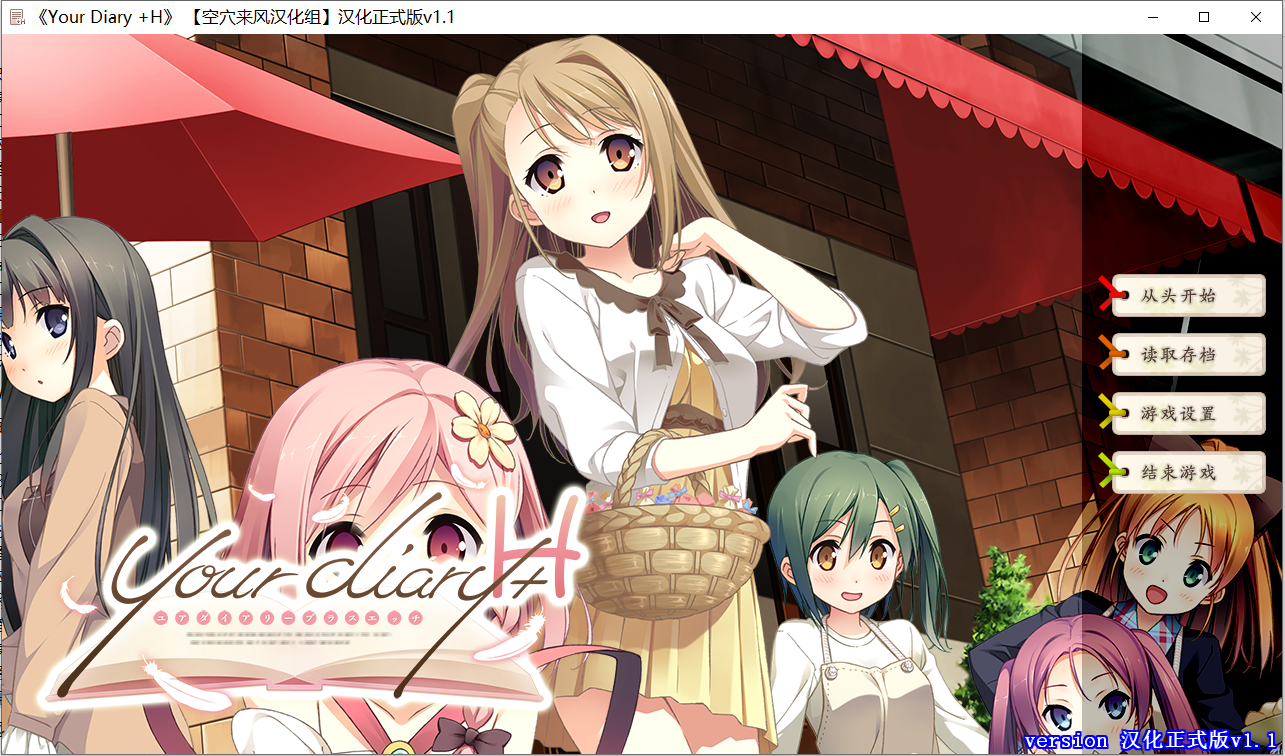 《Your Diary +H》 【空穴来风汉化组】汉化正式版v1.1
从头开始
读取存档
游戏设置
结束游戏
Your diary+H
ユアダイアリープラスエッチ
version 汉化正式版v1.1